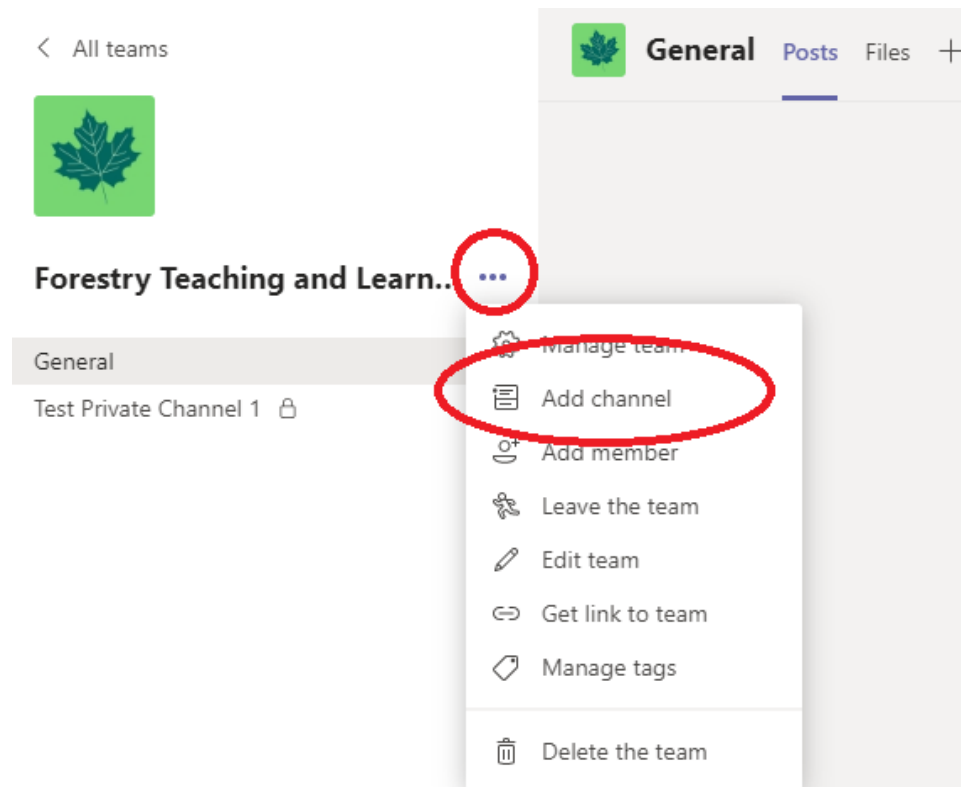 All teams
General Posts Files
Forestry Teaching and Learn...
General
Test Private Channel 1
Manage team
Add channel
Add member
Leave the team
Edit team
Get link to team
Manage tags
Delete the team